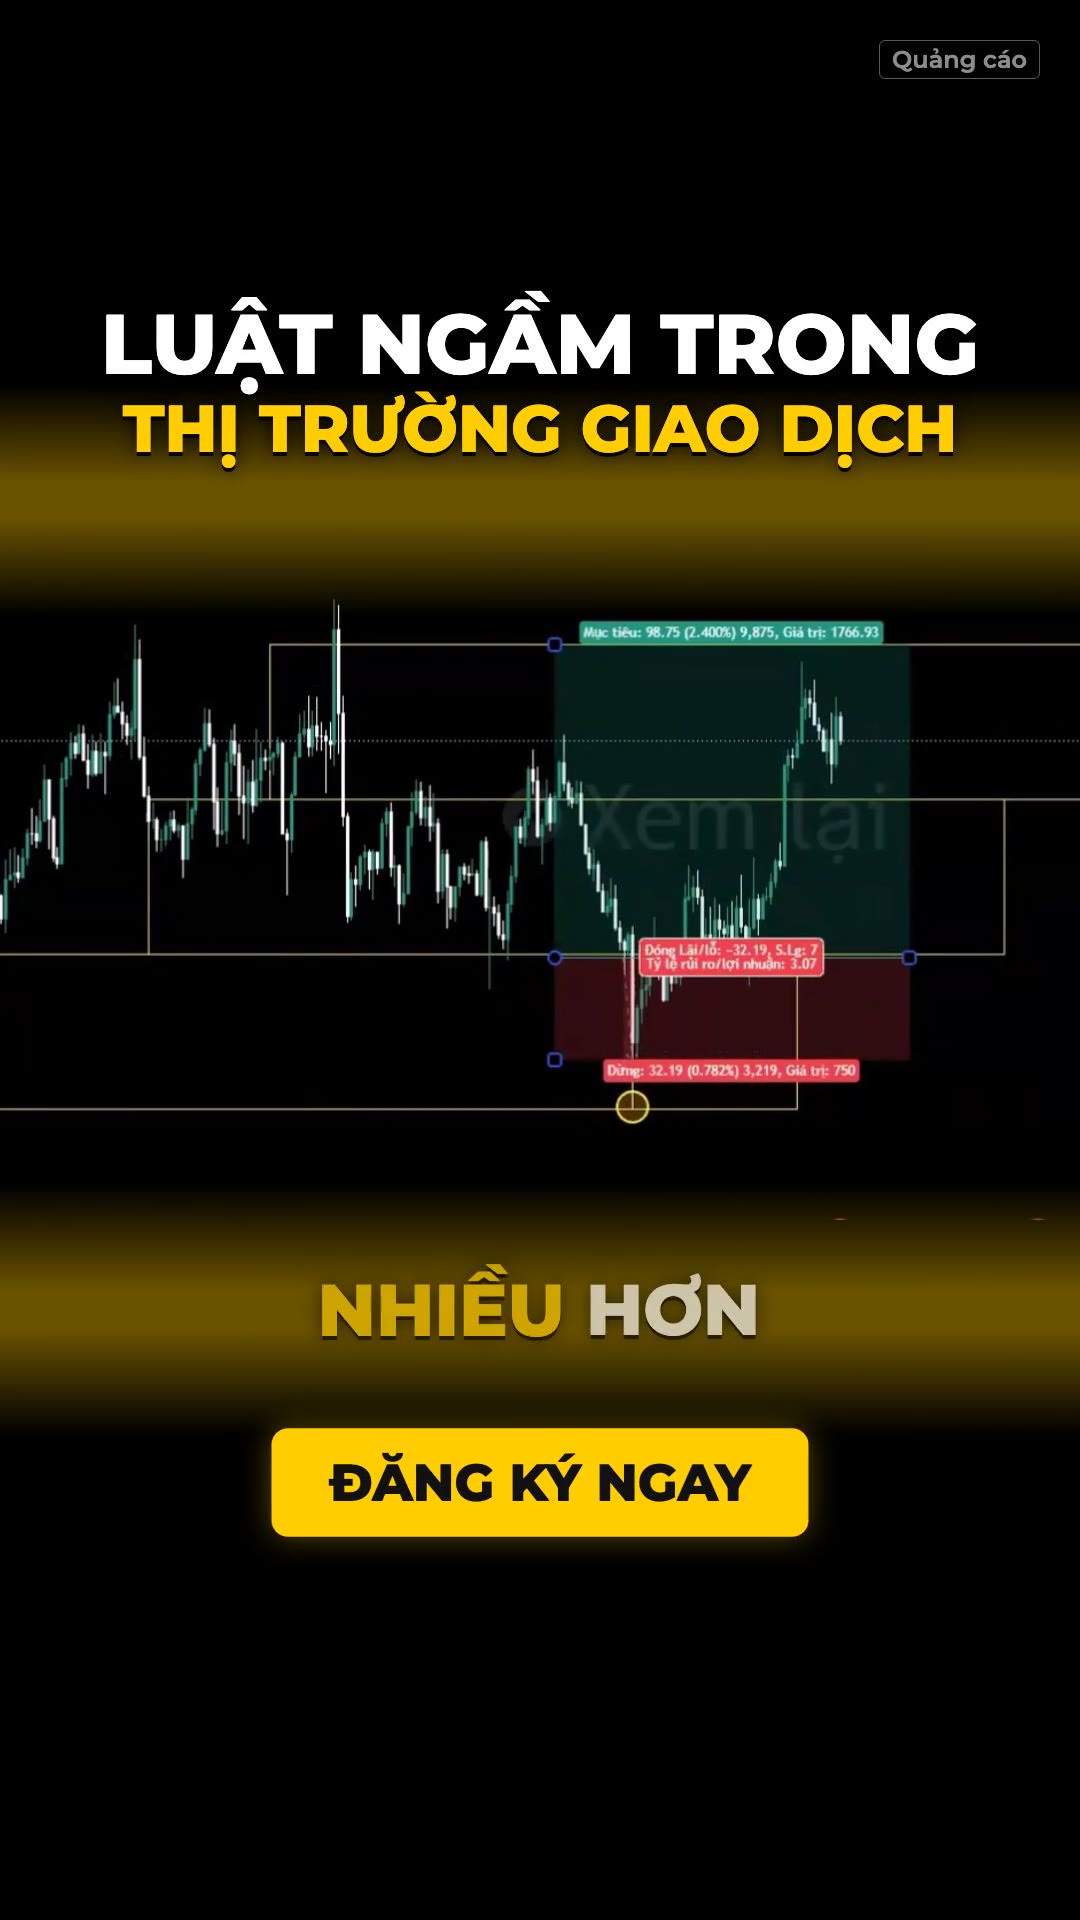 Quảng cáo
LUẬT NGẦM TRONG
THỊ TRƯỜNG GIAO DỊCH
Mục tiêu: 98.75 (2.400%) 9,875, Giá trị: 1766.93
Xem lại
Đóng Lãi/lỗ: −32.19, S.Lg: 7
Tỷ lệ rủi ro/lợi nhuận: 3.07
Dừng: 32.19 (0.782%) 3,219, Giá trị: 750
NHIỀU HƠN
ĐĂNG KÝ NGAY